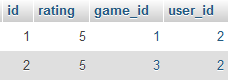 id rating game_id user_id
1 5 1 2
2 5 3 2